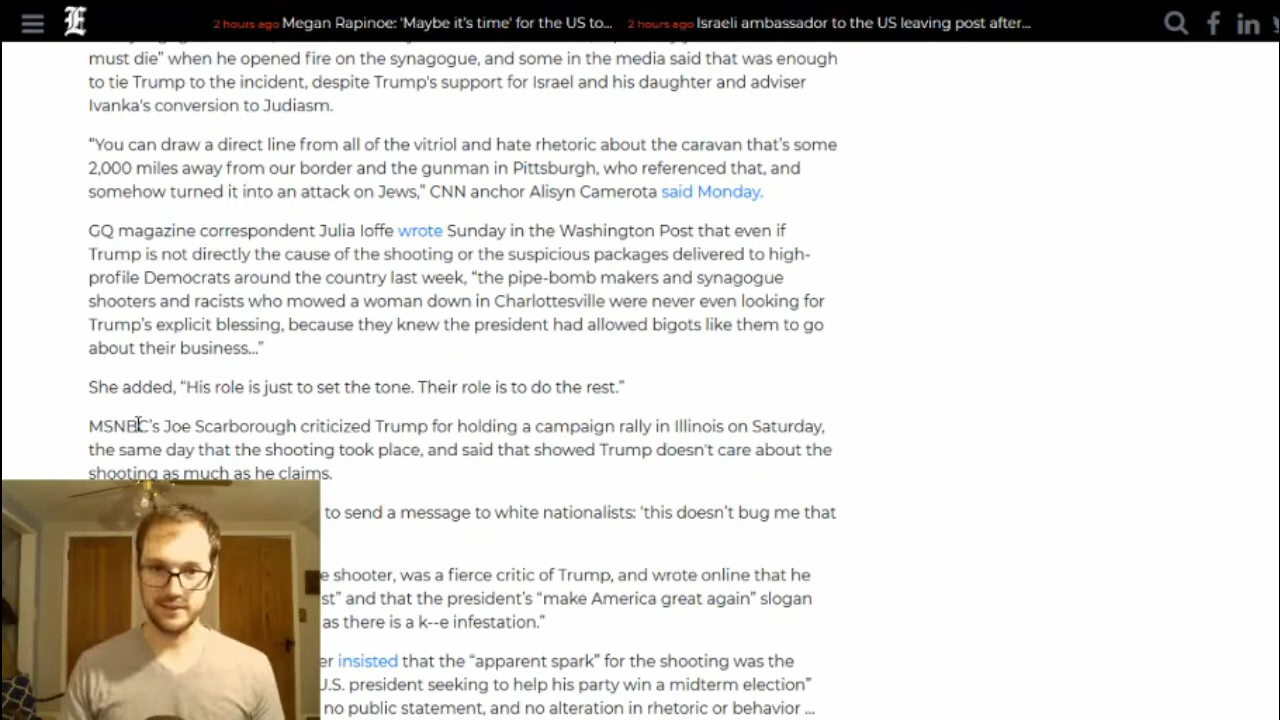 2 hours ago Megan Rapinoe: 'Maybe it's time' for the US to... 2 hours ago Israeli ambassador to the US leaving post after...
must die” when he opened fire on the synagogue, and some in the media said that was enough
to tie Trump to the incident, despite Trump's support for Israel and his daughter and adviser
Ivanka's conversion to Judiasm.
“You can draw a direct line from all of the vitriol and hate rhetoric about the caravan that’s some
2,000 miles away from our border and the gunman in Pittsburgh, who referenced that, and
somehow turned it into an attack on Jews,” CNN anchor Alisyn Camerota said Monday.
GQ magazine correspondent Julia Ioffe wrote Sunday in the Washington Post that even if
Trump is not directly the cause of the shooting or the suspicious packages delivered to high-
profile Democrats around the country last week, “the pipe-bomb makers and synagogue
shooters and racists who mowed a woman down in Charlottesville were never even looking for
Trump’s explicit blessing, because they knew the president had allowed bigots like them to go
about their business...”
She added, “His role is just to set the tone. Their role is to do the rest.”
MSNBC’s Joe Scarborough criticized Trump for holding a campaign rally in Illinois on Saturday,
the same day that the shooting took place, and said that showed Trump doesn't care about the
shooting as much as he claims.
to send a message to white nationalists: ‘this doesn’t bug me that
e shooter, was a fierce critic of Trump, and wrote online that he
st” and that the president’s “make America great again” slogan
as there is a k--e infestation.”
er insisted that the “apparent spark” for the shooting was the
U.S. president seeking to help his party win a midterm election”
no public statement, and no alteration in rhetoric or behavior ...